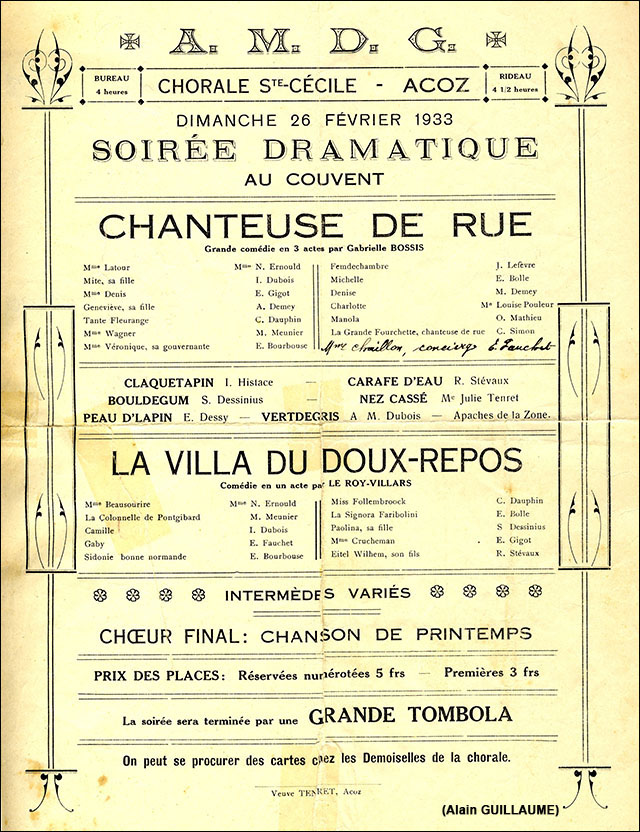 A. M. D. G.
BUREAU
4 heures
CHORALE STE-CÉCILE - ACOZ
RIDEAU
4 1/2 heures
DIMANCHE 26 FÉVRIER 1933
SOIRÉE DRAMATIQUE
AU COUVENT
CHANTEUSE DE RUE
Grande comédie en 3 actes par Gabrielle BOSSIS
Mme Latour Mme N. Ernould
Mite, sa fille I. Dubois
Mme Denis E. Gigot
Geneviève, sa fille A. Demey
Tante Fleurange C. Dauphin
Mme Wagner M. Meunier
Mme Véronique, sa gouvernante E. Bourbouse
Femdechambre J. Lefèvre
Michelle E. Bolle
Denise M. Demey
Charlotte Me Louise Pouleur
Manola O. Mathieu
La Grande Fourchette, chanteuse de rue C. Simon
Mme Chaillon, concierge E. Fauchet
CLAQUETAPIN I. Histace — CARAFE D'EAU R. Stévaux
BOULDEGUM S. Dessinius — NEZ CASSÉ Me Julie Tenret
PEAU D'LAPIN E. Dessy — VERTDEGRIS A M. Dubois — Apaches de la Zone.
LA VILLA DU DOUX-REPOS
Comédie en un acte par LE ROY-VILLARS
Mme Beausourire Mme N. Ernould
La Colonnelle de Pontgibard M. Meunier
Camille I. Dubois
Gaby E. Fauchet
Sidonie bonne normande E. Bourbouse
Miss Follembroock C. Dauphin
La Signora Faribolini E. Bolle
Paolina, sa fille S Dessinius
Mme Crucheman E. Gigot
Eitel Wilhem, son fils R. Stévaux
INTERMÈDES VARIÉS
CHŒUR FINAL: CHANSON DE PRINTEMPS
PRIX DES PLACES: Réservées numérotées 5 frs — Premières 3 frs
La soirée sera terminée par une GRANDE TOMBOLA
On peut se procurer des cartes chez les Demoiselles de la chorale.
Veuve TENRET, Acoz
(Alain GUILLAUME)